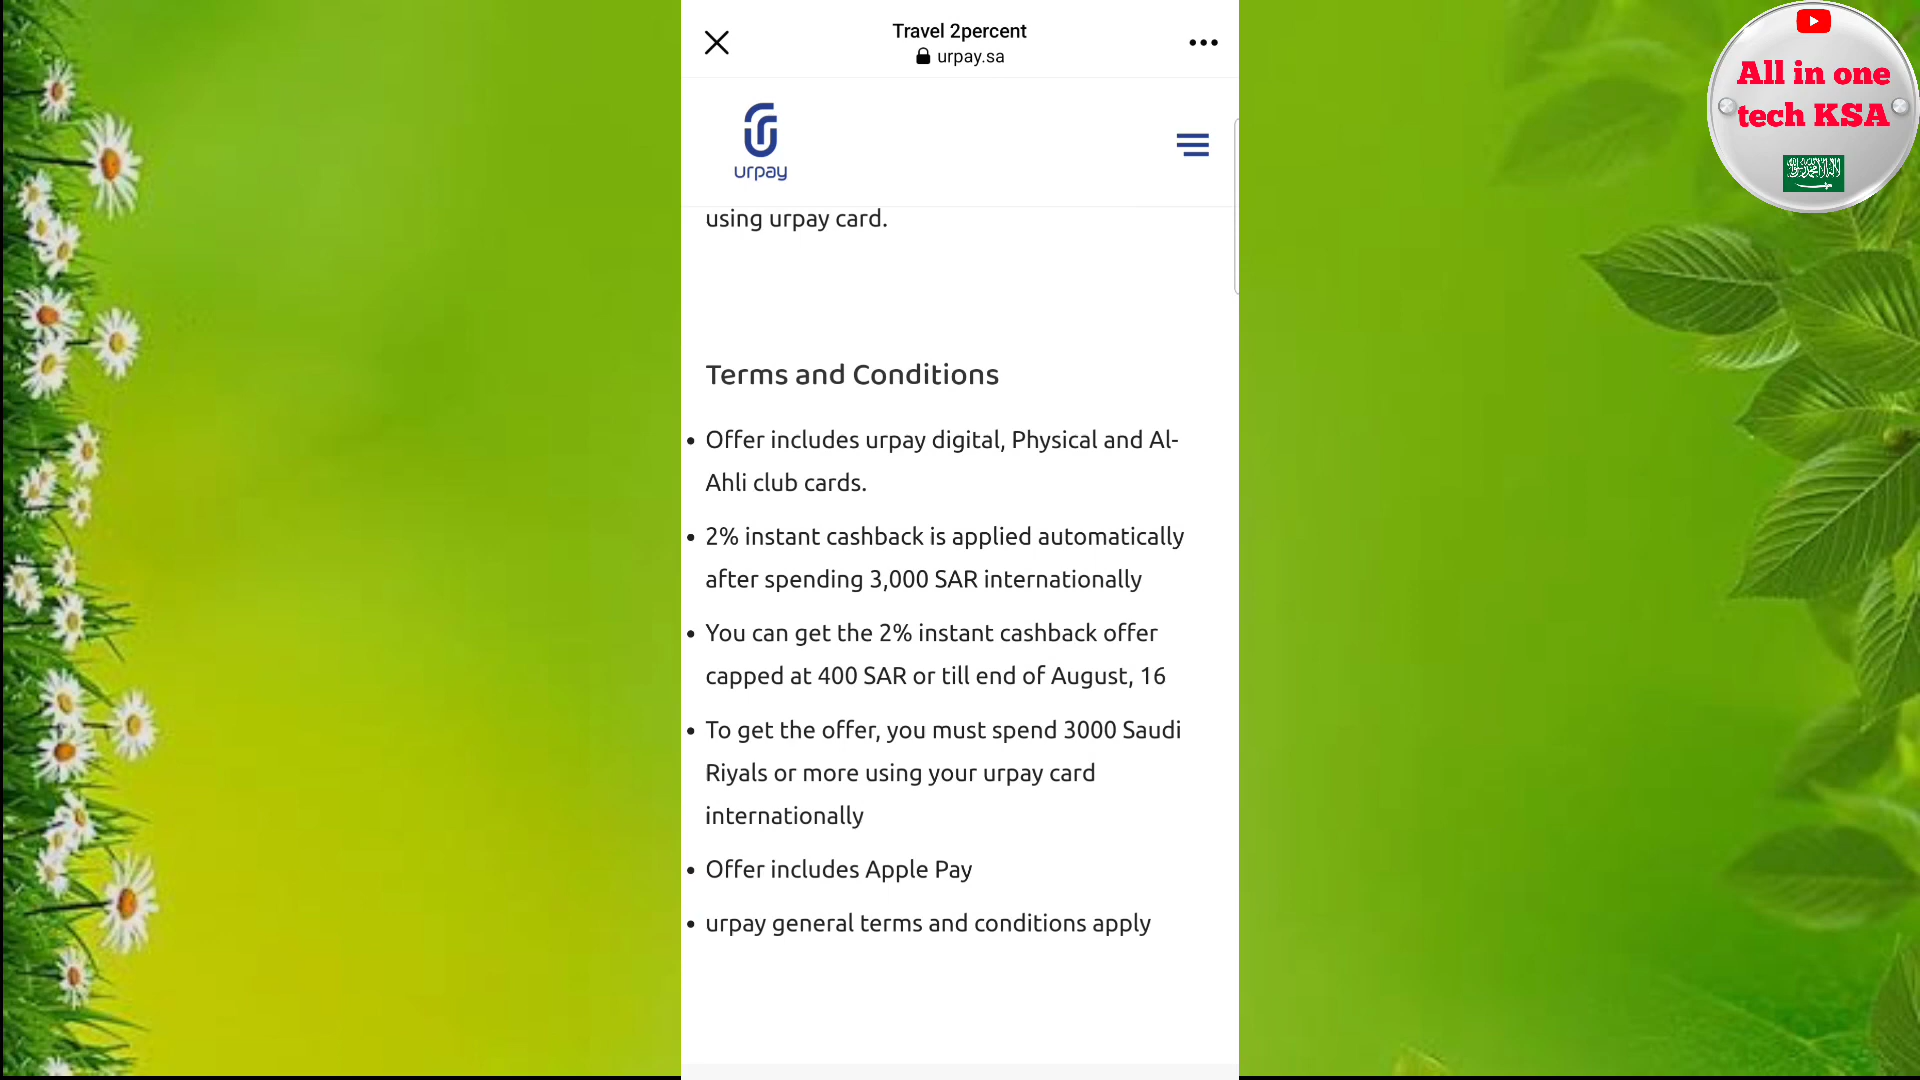 Travel 2percent
urpay.sa
All in one
tech KSA
urpay
using urpay card.
Terms and Conditions
• Offer includes urpay digital, Physical and Al-
Ahli club cards.
• 2% instant cashback is applied automatically
after spending 3,000 SAR internationally
• You can get the 2% instant cashback offer
capped at 400 SAR or till end of August, 16
• To get the offer, you must spend 3000 Saudi
Riyals or more using your urpay card
internationally
• Offer includes Apple Pay
• urpay general terms and conditions apply